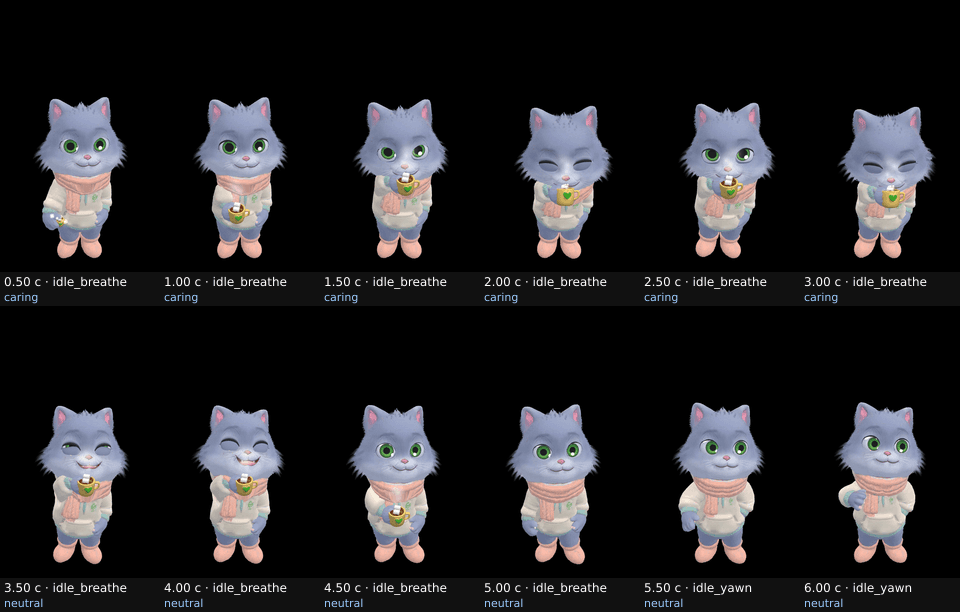 0.50 c · idle_breathe
caring
1.00 c · idle_breathe
caring
1.50 c · idle_breathe
caring
2.00 c · idle_breathe
caring
2.50 c · idle_breathe
caring
3.00 c · idle_breathe
caring
3.50 c · idle_breathe
neutral
4.00 c · idle_breathe
neutral
4.50 c · idle_breathe
neutral
5.00 c · idle_breathe
neutral
5.50 c · idle_yawn
neutral
6.00 c · idle_yawn
neutral